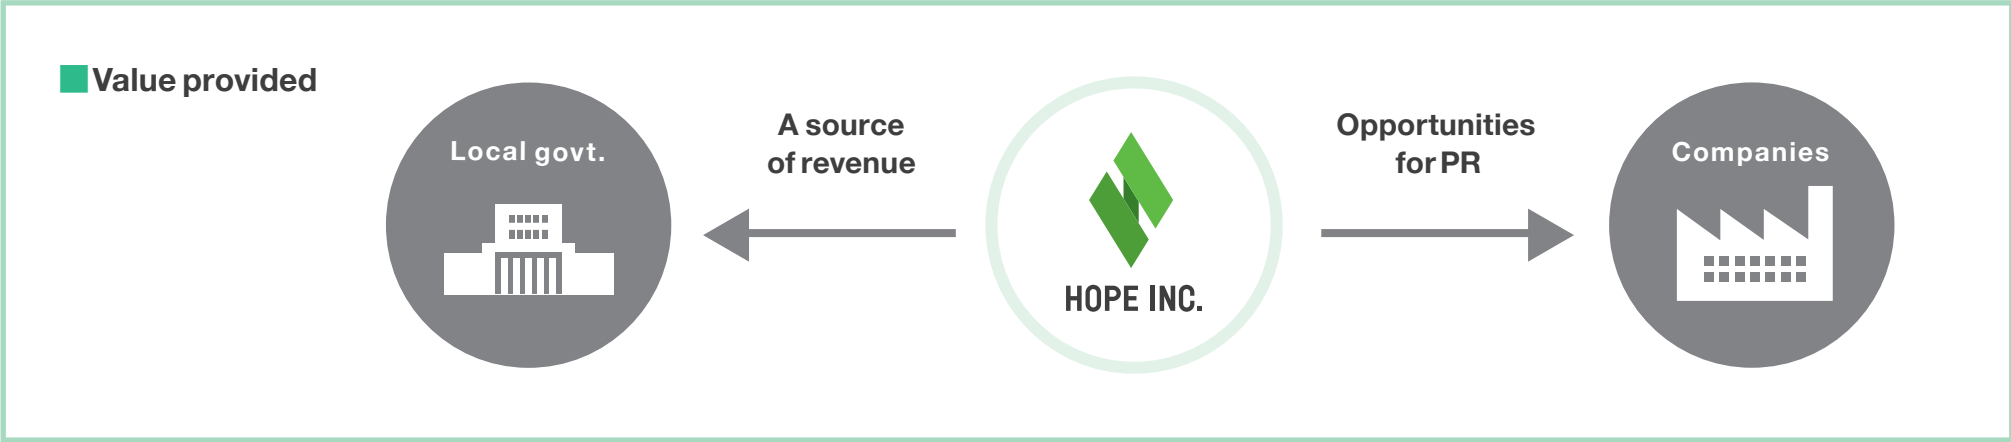 Value provided
Local govt.
A source
of revenue
HOPE INC.
Opportunities
for PR
Companies